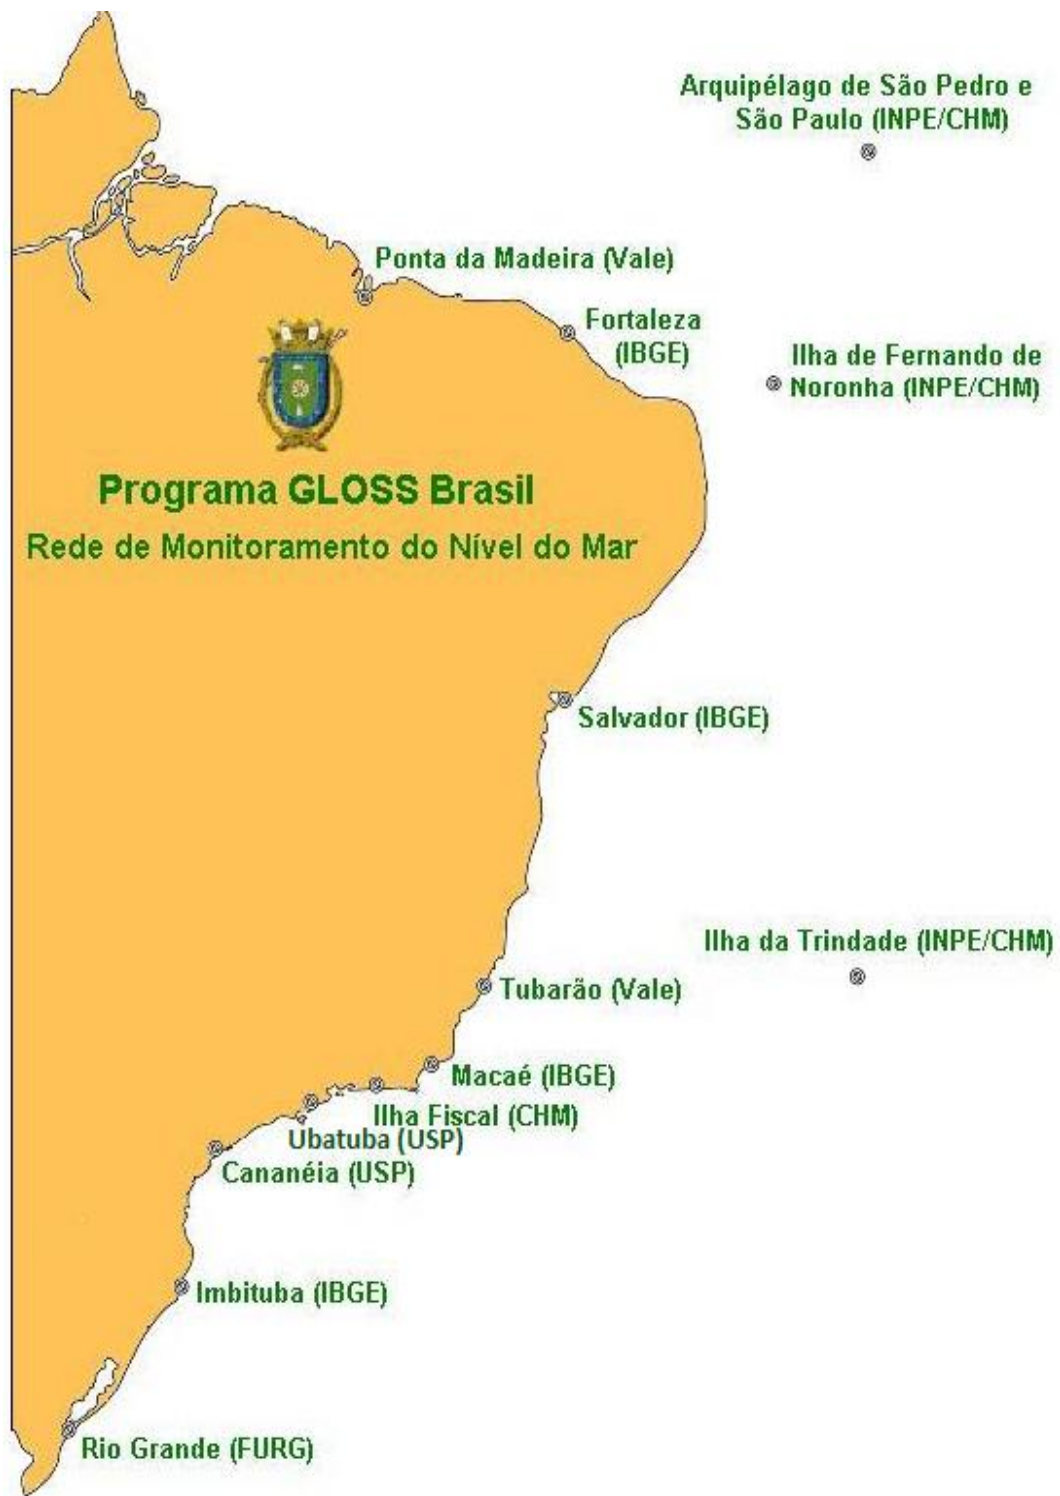 Arquipélago de São Pedro e
São Paulo (INPE/CHM)
Ponta da Madeira (Vale)
Fortaleza
(IBGE)
Ilha de Fernando de
Noronha (INPE/CHM)
Programa GLOSS Brasil
Rede de Monitoramento do Nível do Mar
Salvador (IBGE)
Ilha da Trindade (INPE/CHM)
Tubarão (Vale)
Macaé (IBGE)
Ilha Fiscal (CHM)
Ubatuba (USP)
Cananéia (USP)
Imbituba (IBGE)
Rio Grande (FURG)